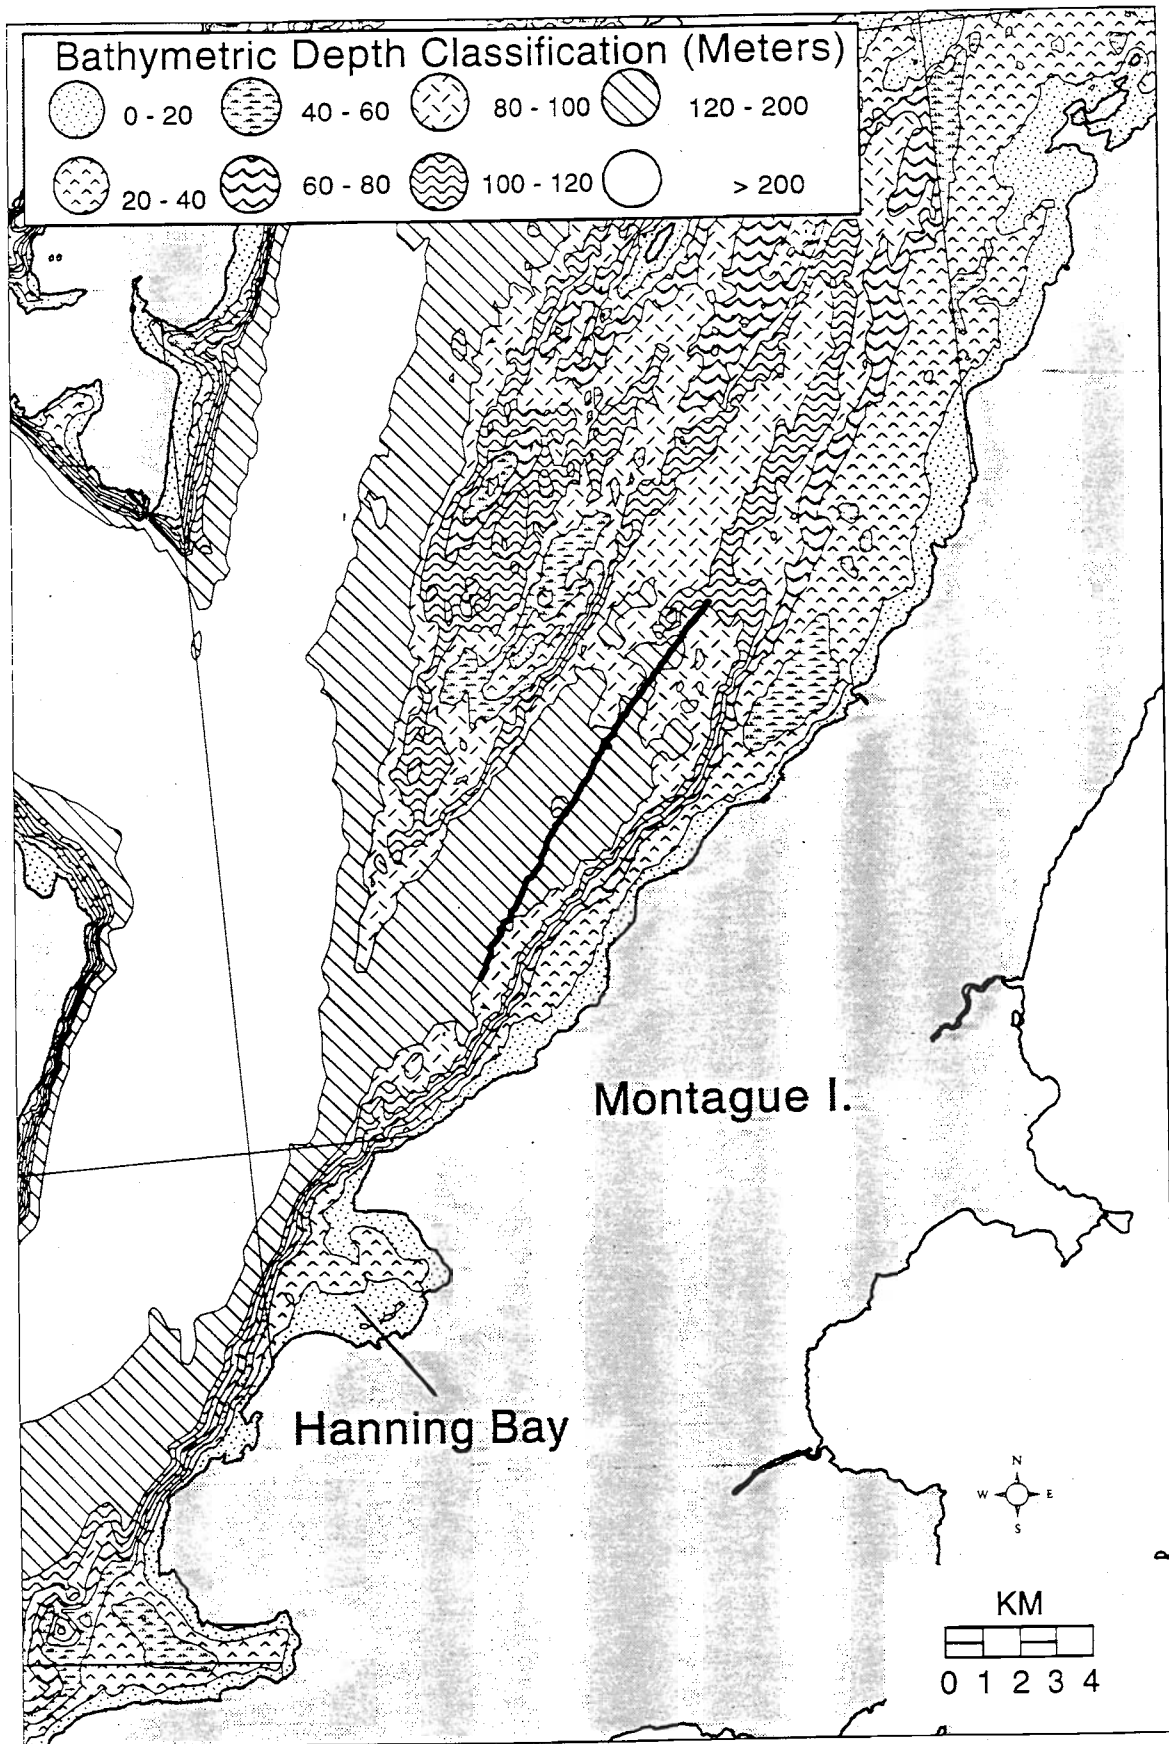 Bathymetric Depth Classification (Meters)
0 - 20 40 - 60 80 - 100 120 - 200
20 - 40 60 - 80 100 - 120 > 200
Montague I.
Hanning Bay
N
W E
S
KM
0 1 2 3 4